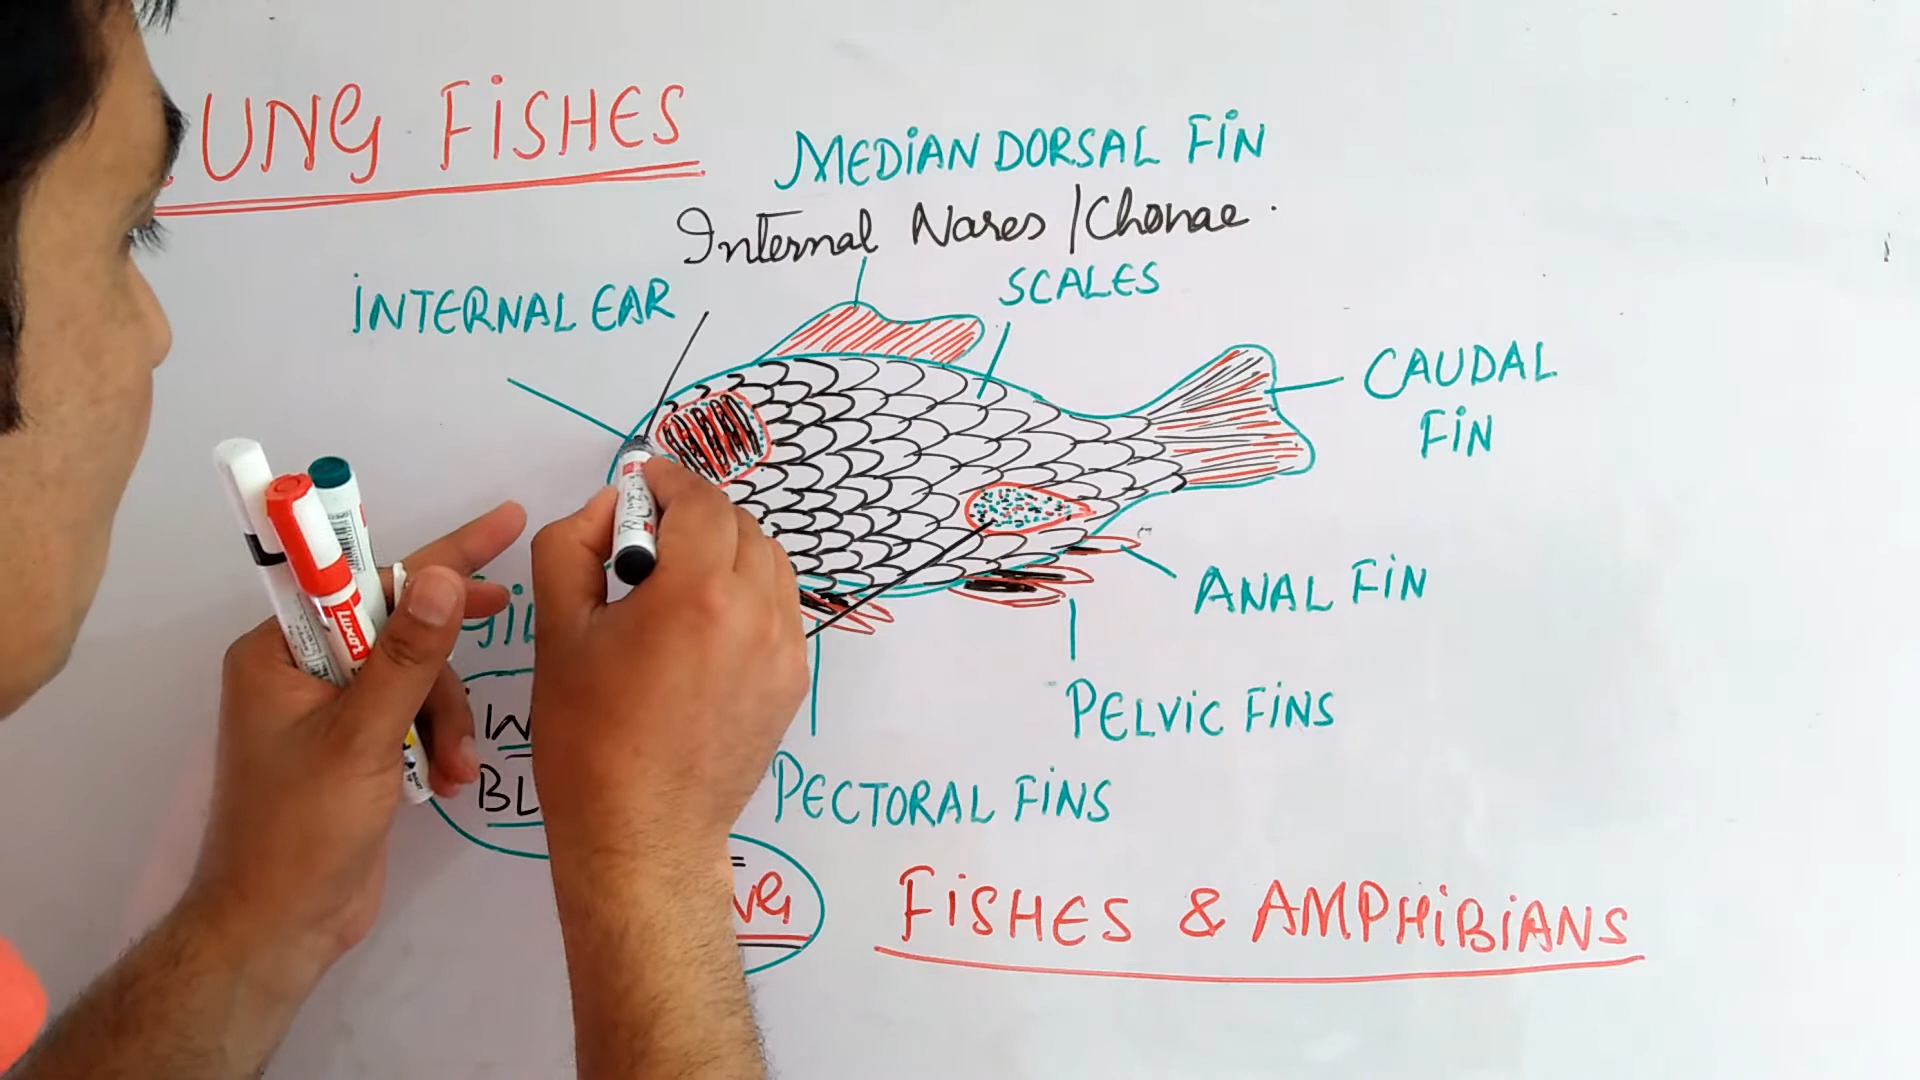 UNG FiSHES
MEDiAN DORSAL FiN
Internal Nares / Chonae.
iNTERNAL EAR
SCALES
CAUDAL
FiN
ANAL FiN
PELViC FiNS
PECTORAL FiNS
FiSHES & AMPHiBiANS
Luxor